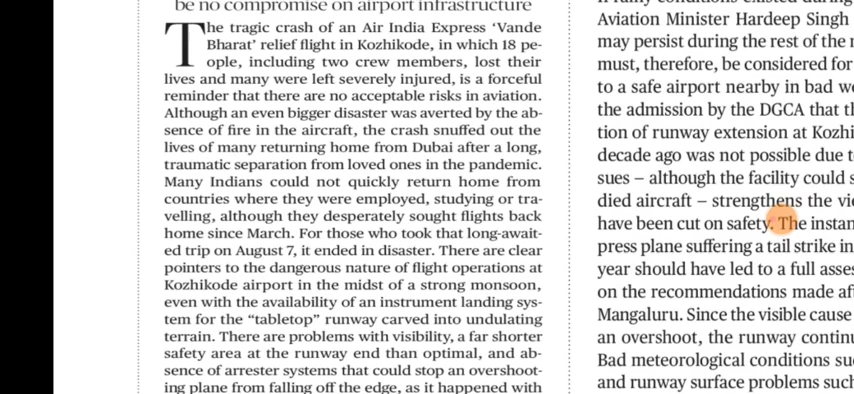 be no compromise on airport infrastructure
The tragic crash of an Air India Express ‘Vande
Bharat’ relief flight in Kozhikode, in which 18 pe-
ople, including two crew members, lost their
lives and many were left severely injured, is a forceful
reminder that there are no acceptable risks in aviation.
Although an even bigger disaster was averted by the ab-
sence of fire in the aircraft, the crash snuffed out the
lives of many returning home from Dubai after a long,
traumatic separation from loved ones in the pandemic.
Many Indians could not quickly return home from
countries where they were employed, studying or tra-
velling, although they desperately sought flights back
home since March. For those who took that long-await-
ed trip on August 7, it ended in disaster. There are clear
pointers to the dangerous nature of flight operations at
Kozhikode airport in the midst of a strong monsoon,
even with the availability of an instrument landing sys-
tem for the “tabletop” runway carved into undulating
terrain. There are problems with visibility, a far shorter
safety area at the runway end than optimal, and ab-
sence of arrester systems that could stop an overshoot-
ing plane from falling off the edge, as it happened with
Aviation Minister Hardeep Singh
may persist during the rest of the
must, therefore, be considered for
to a safe airport nearby in bad
the admission by the DGCA that
tion of runway extension at
decade ago was not possible due
sues – although the facility could
died aircraft – strengthens the
have been cut on safety. The
press plane suffering a tail strike in
year should have led to a full
on the recommendations made
Mangaluru. Since the visible cause
an overshoot, the runway
Bad meteorological conditions
and runway surface problems